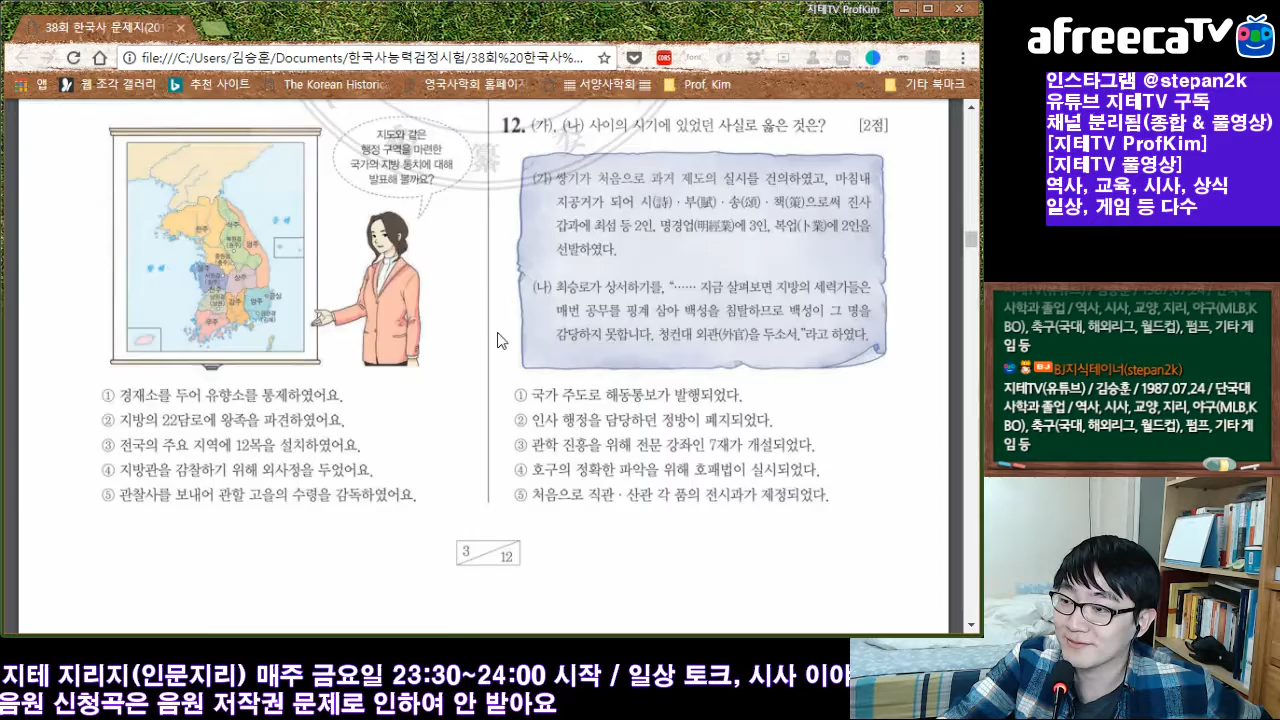 지테TV ProfKim
38회 한국사 문제지(201
file:///C:/Users/김승훈/Documents/한국사능력검정시험/38회%20한국사%...
앱 웹 조각 갤러리 추천 사이트 The Korean Historic 영국사학회 홈페이지 서양사학회 Prof. Kim 기타 북마크
지도와 같은
행정 구역을 마련한
국가의 지방 통치에 대해
발표해 볼까요?
① 경재소를 두어 유향소를 통제하였어요.
② 지방의 22담로에 왕족을 파견하였어요.
③ 전국의 주요 지역에 12목을 설치하였어요.
④ 지방관을 감찰하기 위해 외사정을 두었어요.
⑤ 관찰사를 보내어 관할 고을의 수령을 감독하였어요.
12. (가), (나) 사이의 시기에 있었던 사실로 옳은 것은? [2점]
(가) 쌍기가 처음으로 과거 제도의 실시를 건의하였고, 마침내
지공거가 되어 시(詩)·부(賦)·송(頌)·책(策)으로써 진사
갑과에 최섬 등 2인, 명경업(明經業)에 3인, 복업(卜業)에 2인을
선발하였다.
(나) 최승로가 상서하기를, “…… 지금 살펴보면 지방의 세력가들은
매번 공무를 핑계 삼아 백성을 침탈하므로 백성이 그 명을
감당하지 못합니다. 청컨대 외관(外官)을 두소서.”라고 하였다.
① 국가 주도로 해동통보가 발행되었다.
② 인사 행정을 담당하던 정방이 폐지되었다.
③ 관학 진흥을 위해 전문 강좌인 7재가 개설되었다.
④ 호구의 정확한 파악을 위해 호패법이 실시되었다.
⑤ 처음으로 직관·산관 각 품의 전시과가 제정되었다.
3 12
afreecaTV
인스타그램 @stepan2k
유튜브 지테TV 구독
채널 분리됨(종합 & 풀영상)
[지테TV ProfKim]
[지테TV 풀영상]
역사, 교육, 시사, 상식
일상, 게임 등 다수
사학과 졸업 / 역사, 시사, 교양, 지리, 야구(MLB,K
BO), 축구(국대, 해외리그, 월드컵), 펌프, 기타 게
임 등
BJ지식테이너(stepan2k)
지테TV(유튜브) / 김승훈 / 1987.07.24 / 단국대
사학과 졸업 / 역사, 시사, 교양, 지리, 야구(MLB,K
BO), 축구(국대, 해외리그, 월드컵), 펌프, 기타 게
임 등
지테 지리지(인문지리) 매주 금요일 23:30~24:00 시작 / 일상 토크, 시사 이야
음원 신청곡은 음원 저작권 문제로 인하여 안 받아요